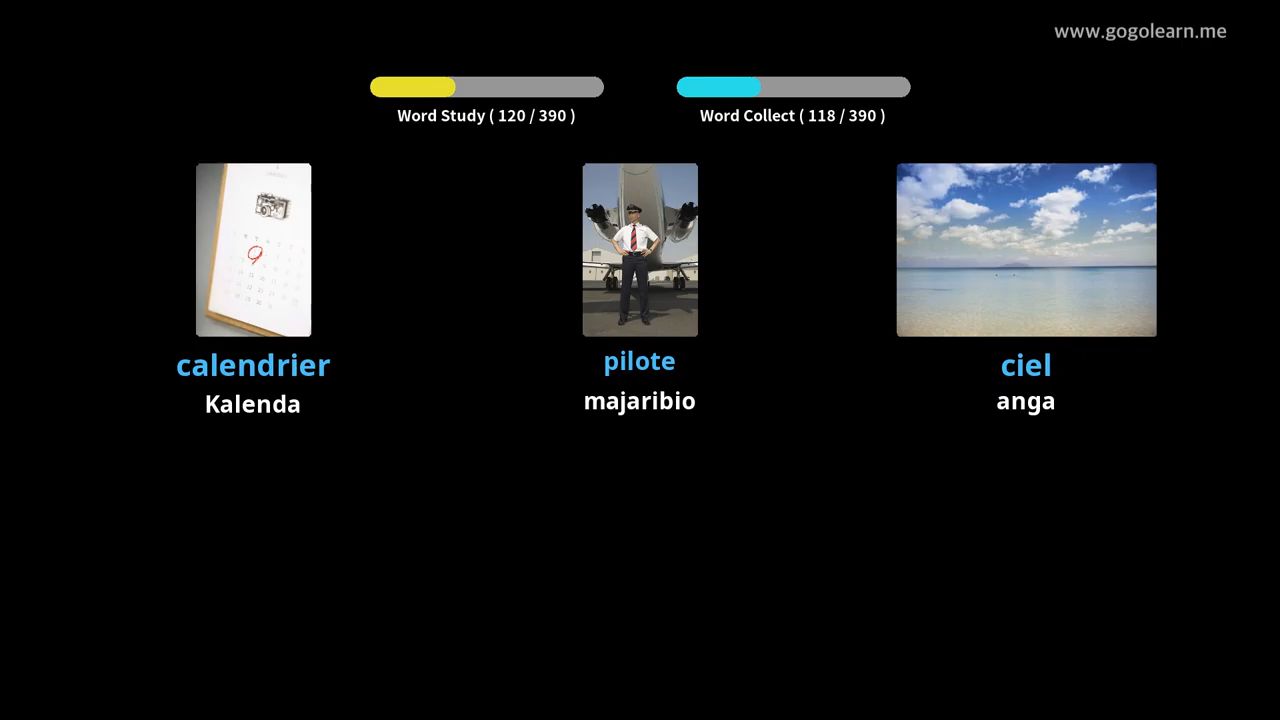 www.gogolearn.me
Word Study ( 120 / 390 )
Word Collect ( 118 / 390 )
calendrier
Kalenda
pilote
majaribio
ciel
anga